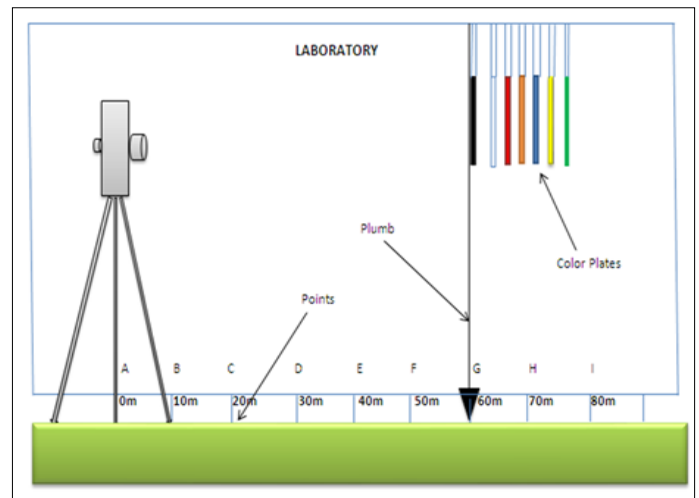 LABORATORY
Plumb
Color Plates
Points
A B C D E F G H I
0m 10m 20m 30m 40m 50m 60m 70m 80m